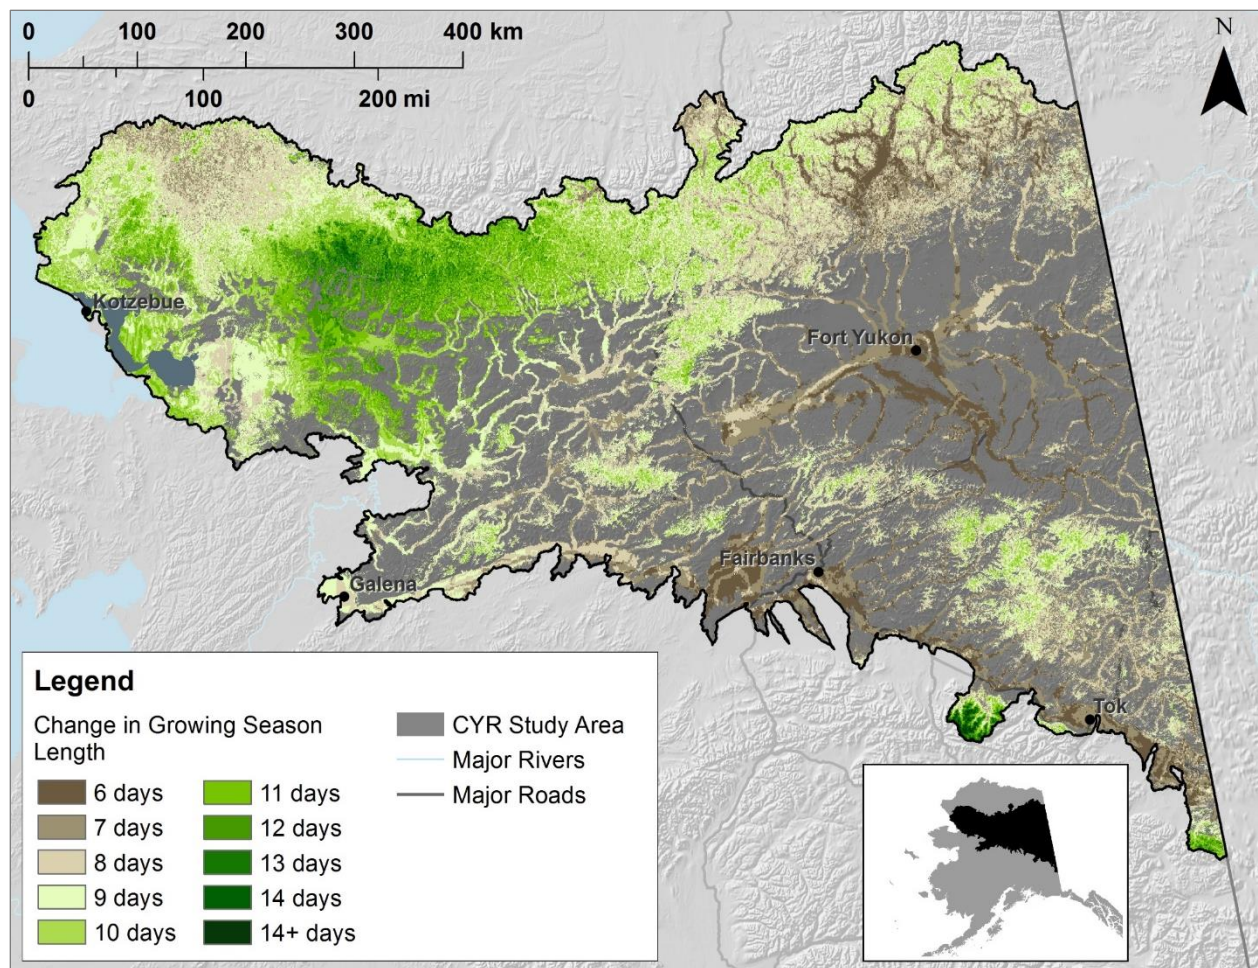 0 100 200 300 400 km
0 100 200 mi
N
Kotzebue
Fort Yukon
Fairbanks
Galena
Tok
Legend
Change in Growing Season
Length
6 days
7 days
8 days
9 days
10 days
11 days
12 days
13 days
14 days
14+ days
CYR Study Area
Major Rivers
Major Roads